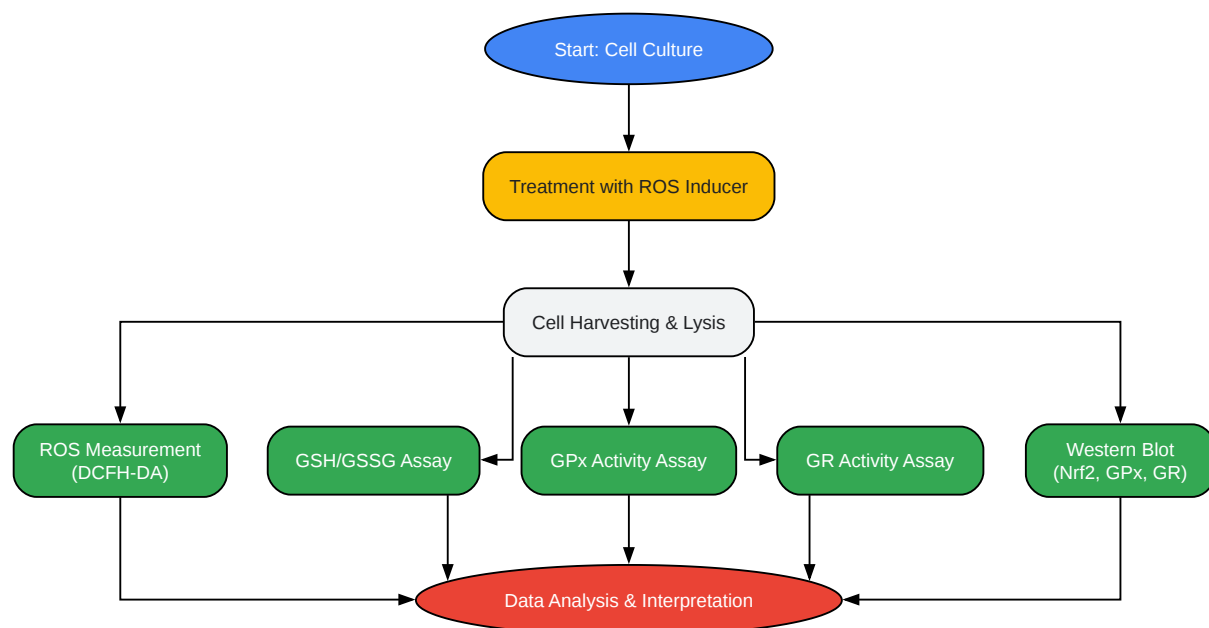 Start: Cell Culture
Treatment with ROS Inducer
Cell Harvesting & Lysis
ROS Measurement
(DCFH-DA)
GSH/GSSG Assay
GPx Activity Assay
GR Activity Assay
Western Blot
(Nrf2, GPx, GR)
Data Analysis & Interpretation